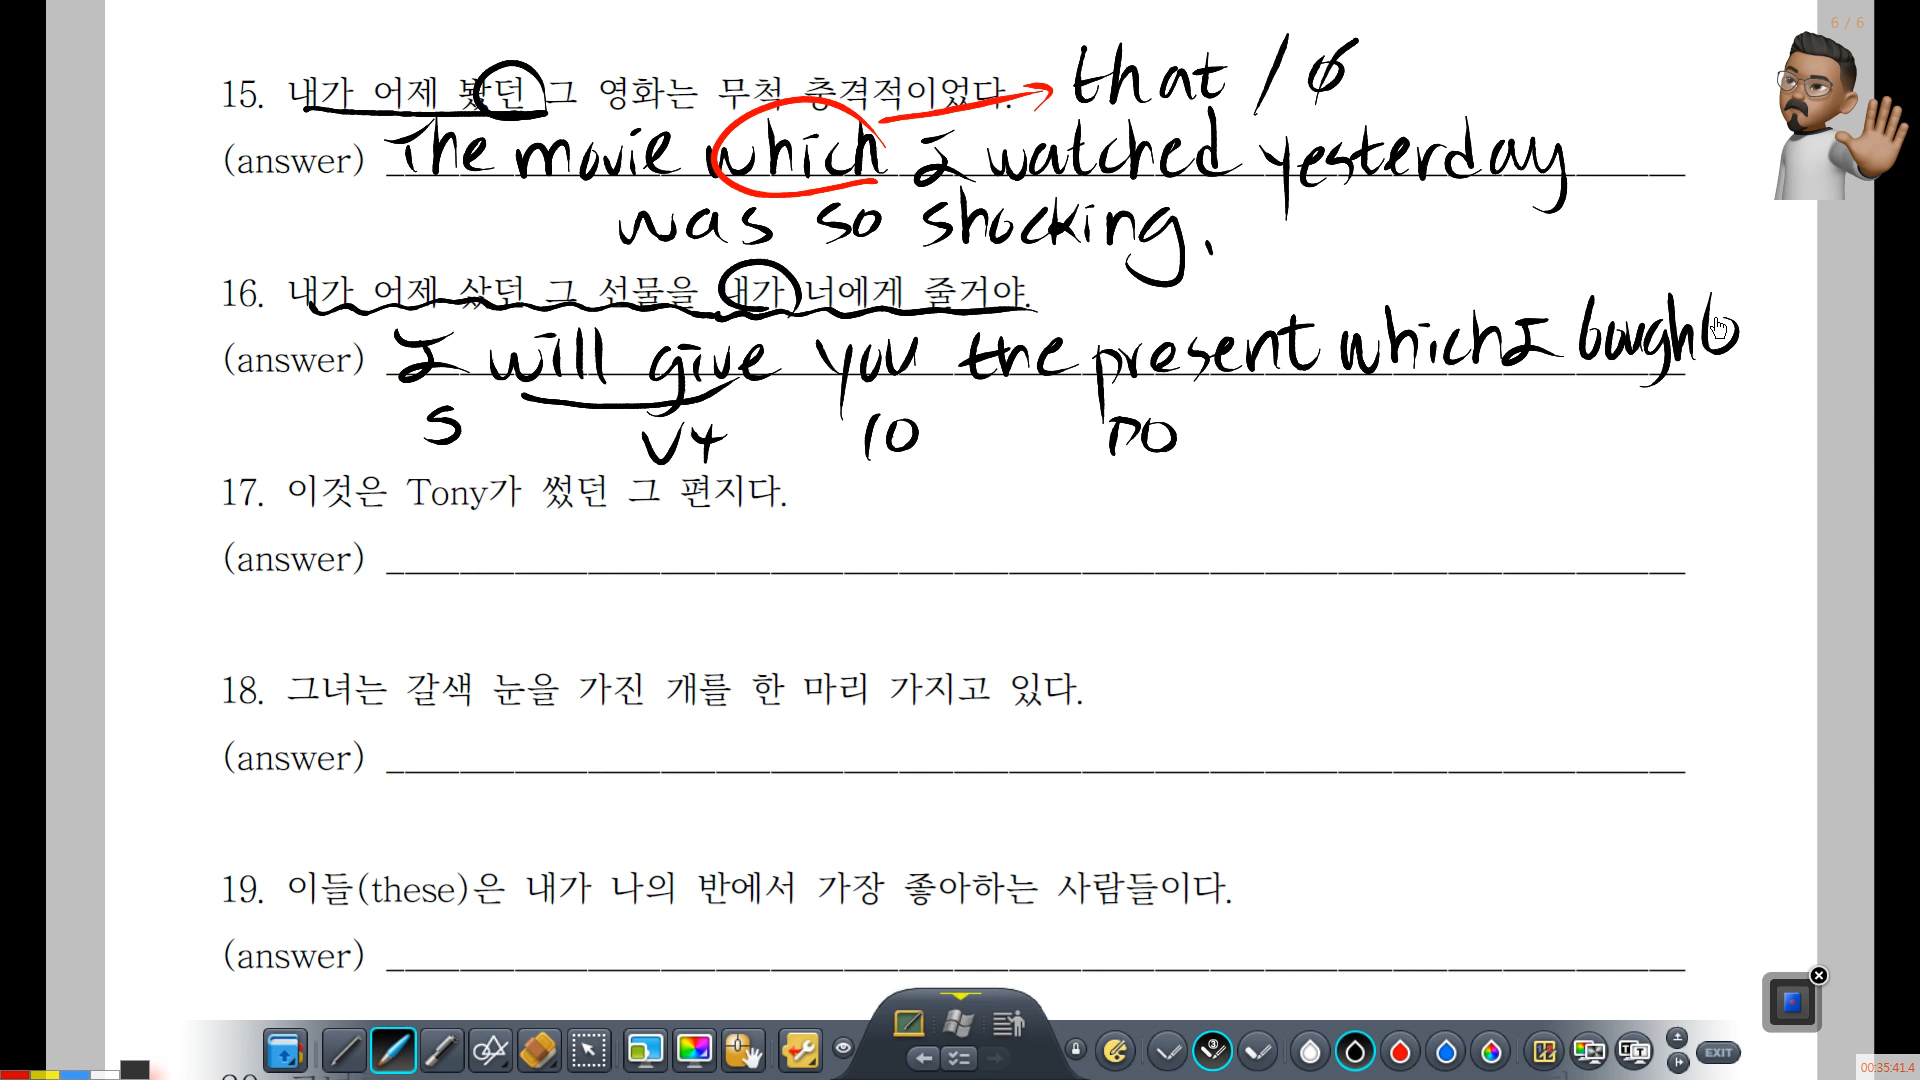 6 / 6
that / ø
15. 내가 어제 봤던 그 영화는 무척 충격적이었다.
(answer) The movie which I watched yesterday
was so shocking.
16. 내가 어제 샀던 그 선물을 내가 너에게 줄거야.
(answer) I will give you the present which I bough
S V4 IO DO
17. 이것은 Tony가 썼던 그 편지다.
(answer)
18. 그녀는 갈색 눈을 가진 개를 한 마리 가지고 있다.
(answer)
19. 이들(these)은 내가 나의 반에서 가장 좋아하는 사람들이다.
(answer)
EXIT
00:35:41.4